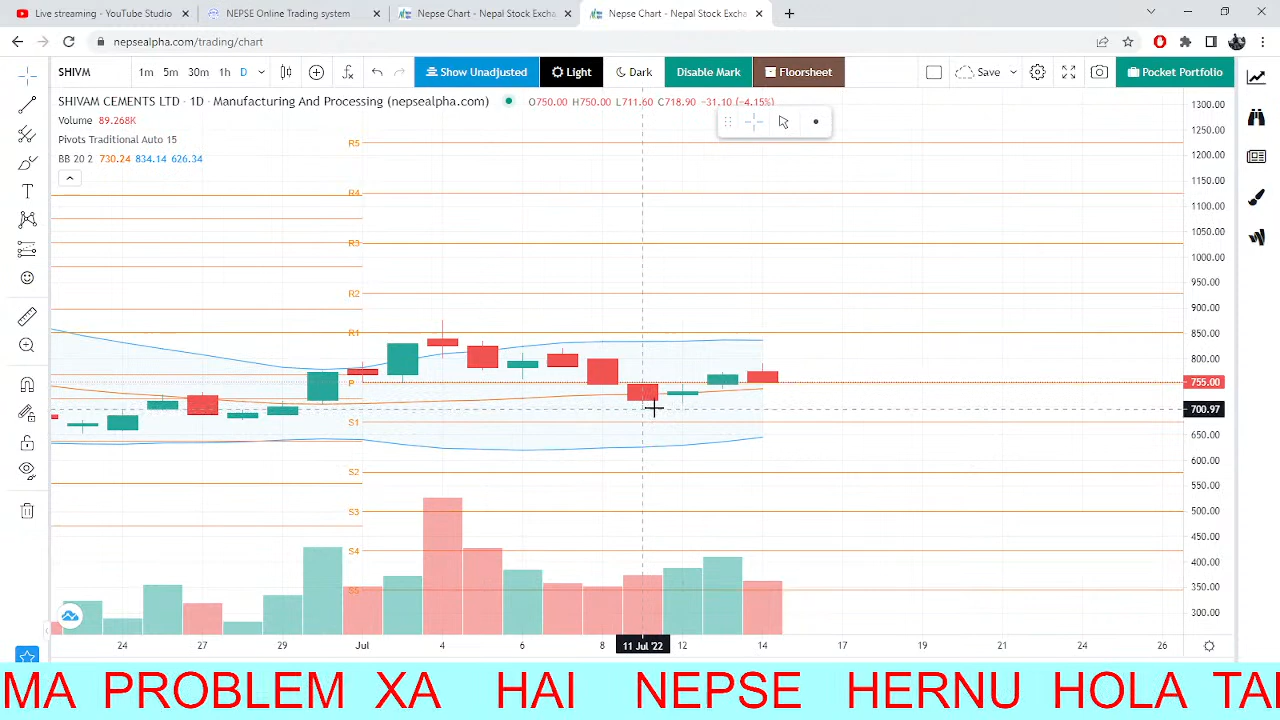 Live streaming - YouTube Studio
NEPSE Online Trading system
Nepse Chart - Nepal Stock Excha
Nepse Chart - Nepal Stock Excha
nepsealpha.com/trading/chart
SHIVM 1m 5m 30m 1h D Show Unadjusted Light Dark Disable Mark Floorsheet Save Pocket Portfolio
SHIVAM CEMENTS LTD · 1D · Manufacturing And Processing (nepsealpha.com) O750.00 H750.00 L711.60 C718.90 −31.10 (−4.15%)
Volume 89.268K
Pivots Traditional Auto 15
BB 20 2 730.24 834.14 626.34
R5
R4
R3
R2
R1
P
S1
S2
S3
S4
S5
1300.00
1250.00
1200.00
1150.00
1100.00
1050.00
1000.00
950.00
900.00
850.00
800.00
755.00
700.97
650.00
600.00
550.00
500.00
450.00
400.00
350.00
300.00
24 27 29 Jul 4 6 8 11 Jul '22 12 14 17 19 21 24 26
MA PROBLEM XA HAI NEPSE HERNU HOLA TAI